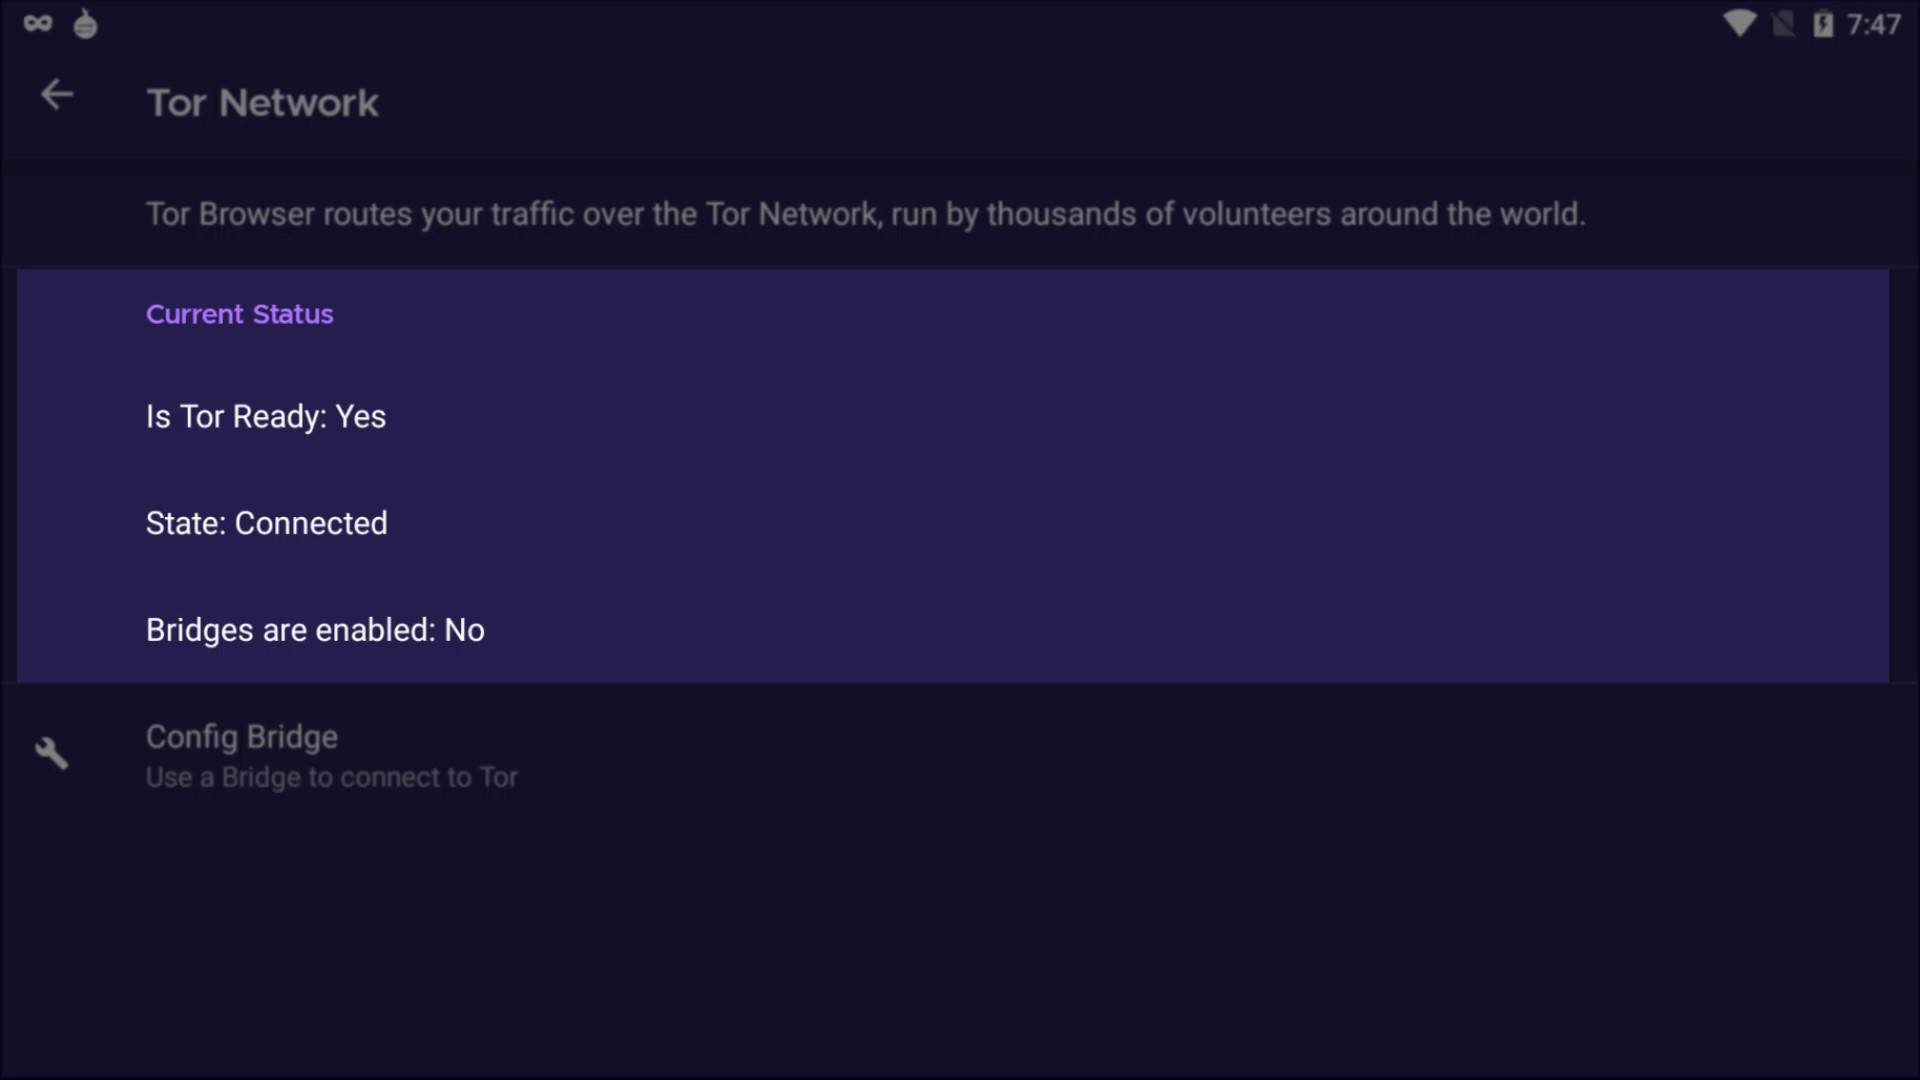 7:47
Tor Network
Tor Browser routes your traffic over the Tor Network, run by thousands of volunteers around the world.
Current Status
Is Tor Ready: Yes
State: Connected
Bridges are enabled: No
Config Bridge
Use a Bridge to connect to Tor